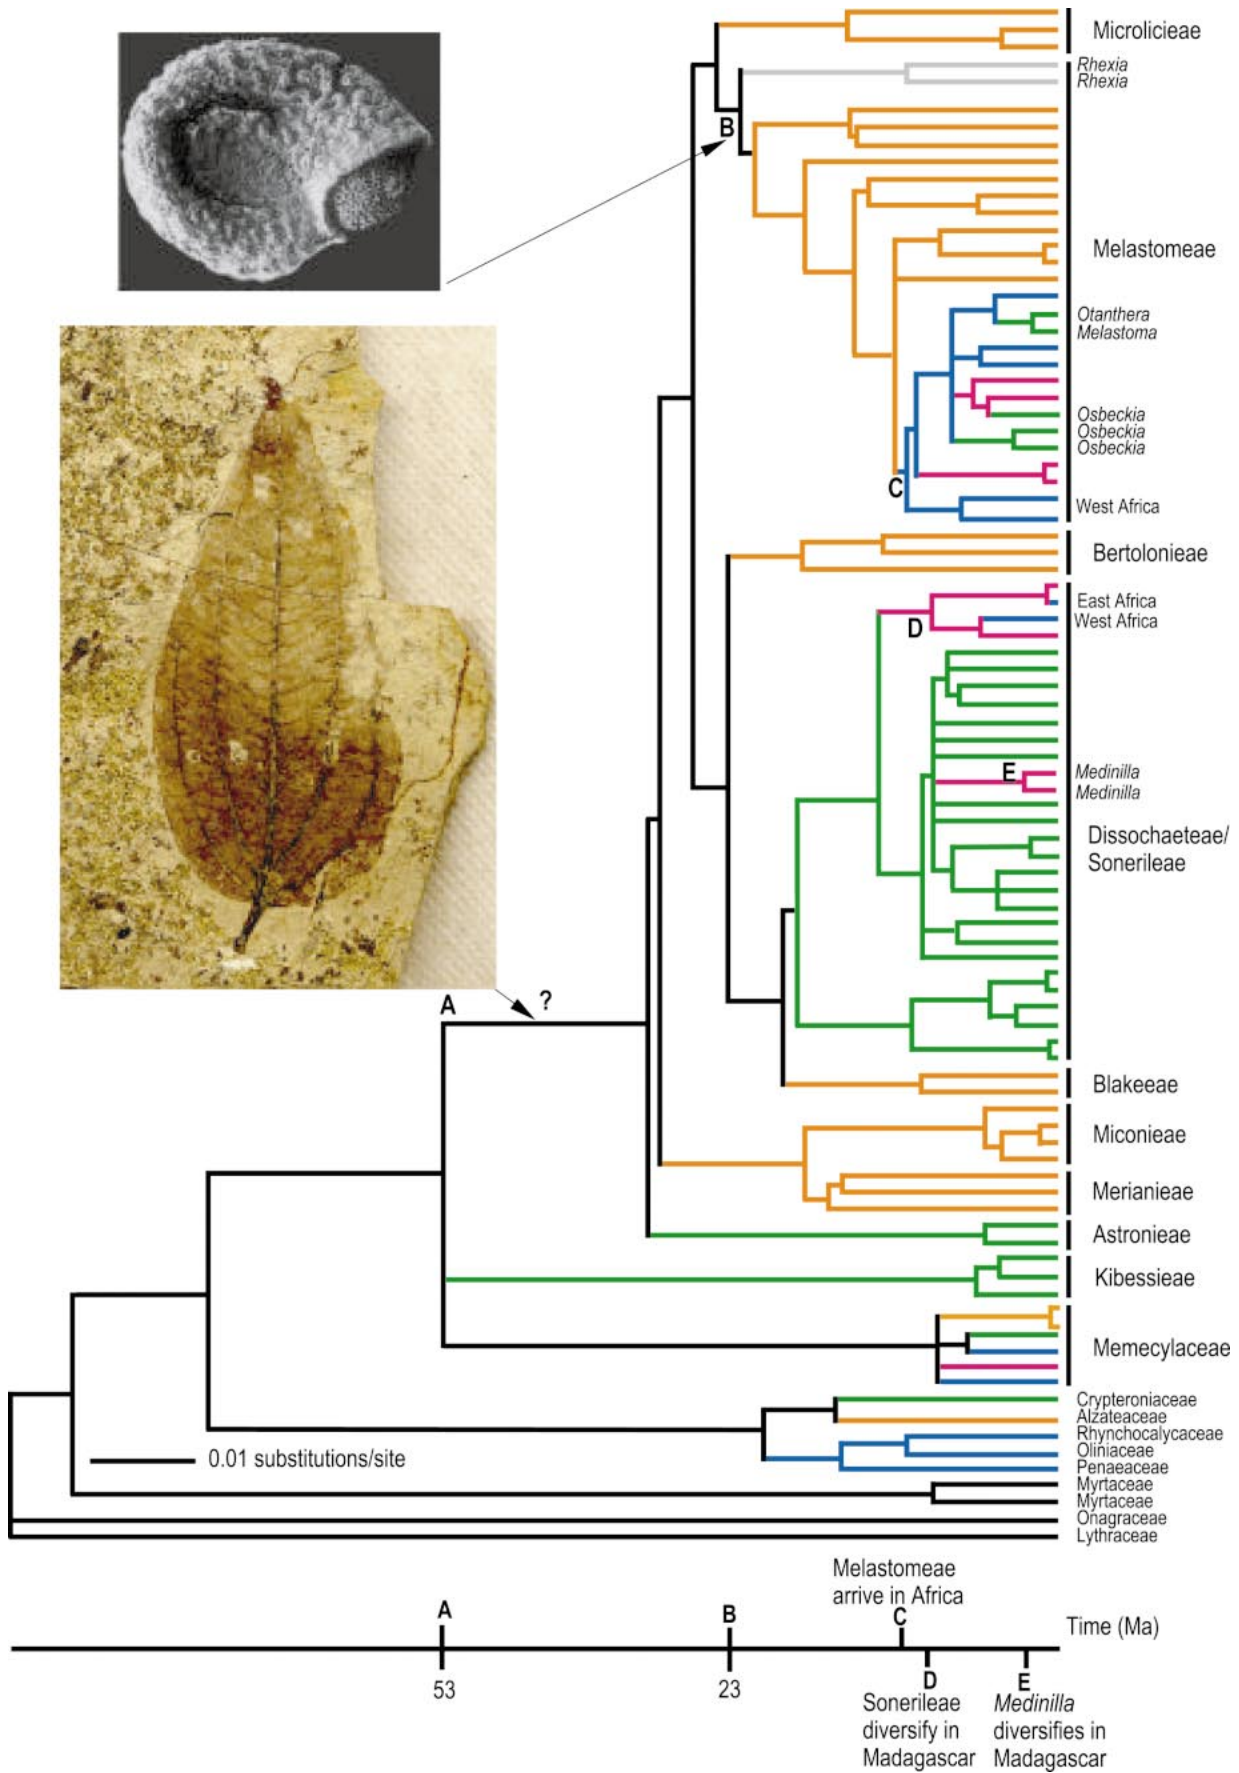 Microlicieae
Rhexia
Rhexia
B
Melastomeae
Otanthera
Melastoma
Osbeckia
Osbeckia
Osbeckia
C
West Africa
Bertolonieae
East Africa
West Africa
D
E
Medinilla
Medinilla
Dissochaeteae/
Sonerileae
A
?
Blakeeae
Miconieae
Merianieae
Astronieae
Kibessieae
Memecylaceae
Crypteroniaceae
Alzateaceae
Rhynchocalycaceae
Oliniaceae
Penaeaceae
Myrtaceae
Myrtaceae
Onagraceae
Lythraceae
0.01 substitutions/site
Melastomeae
arrive in Africa
A
B
C
Time (Ma)
53
23
D
E
Sonerileae
diversify in
Madagascar
Medinilla
diversifies in
Madagascar